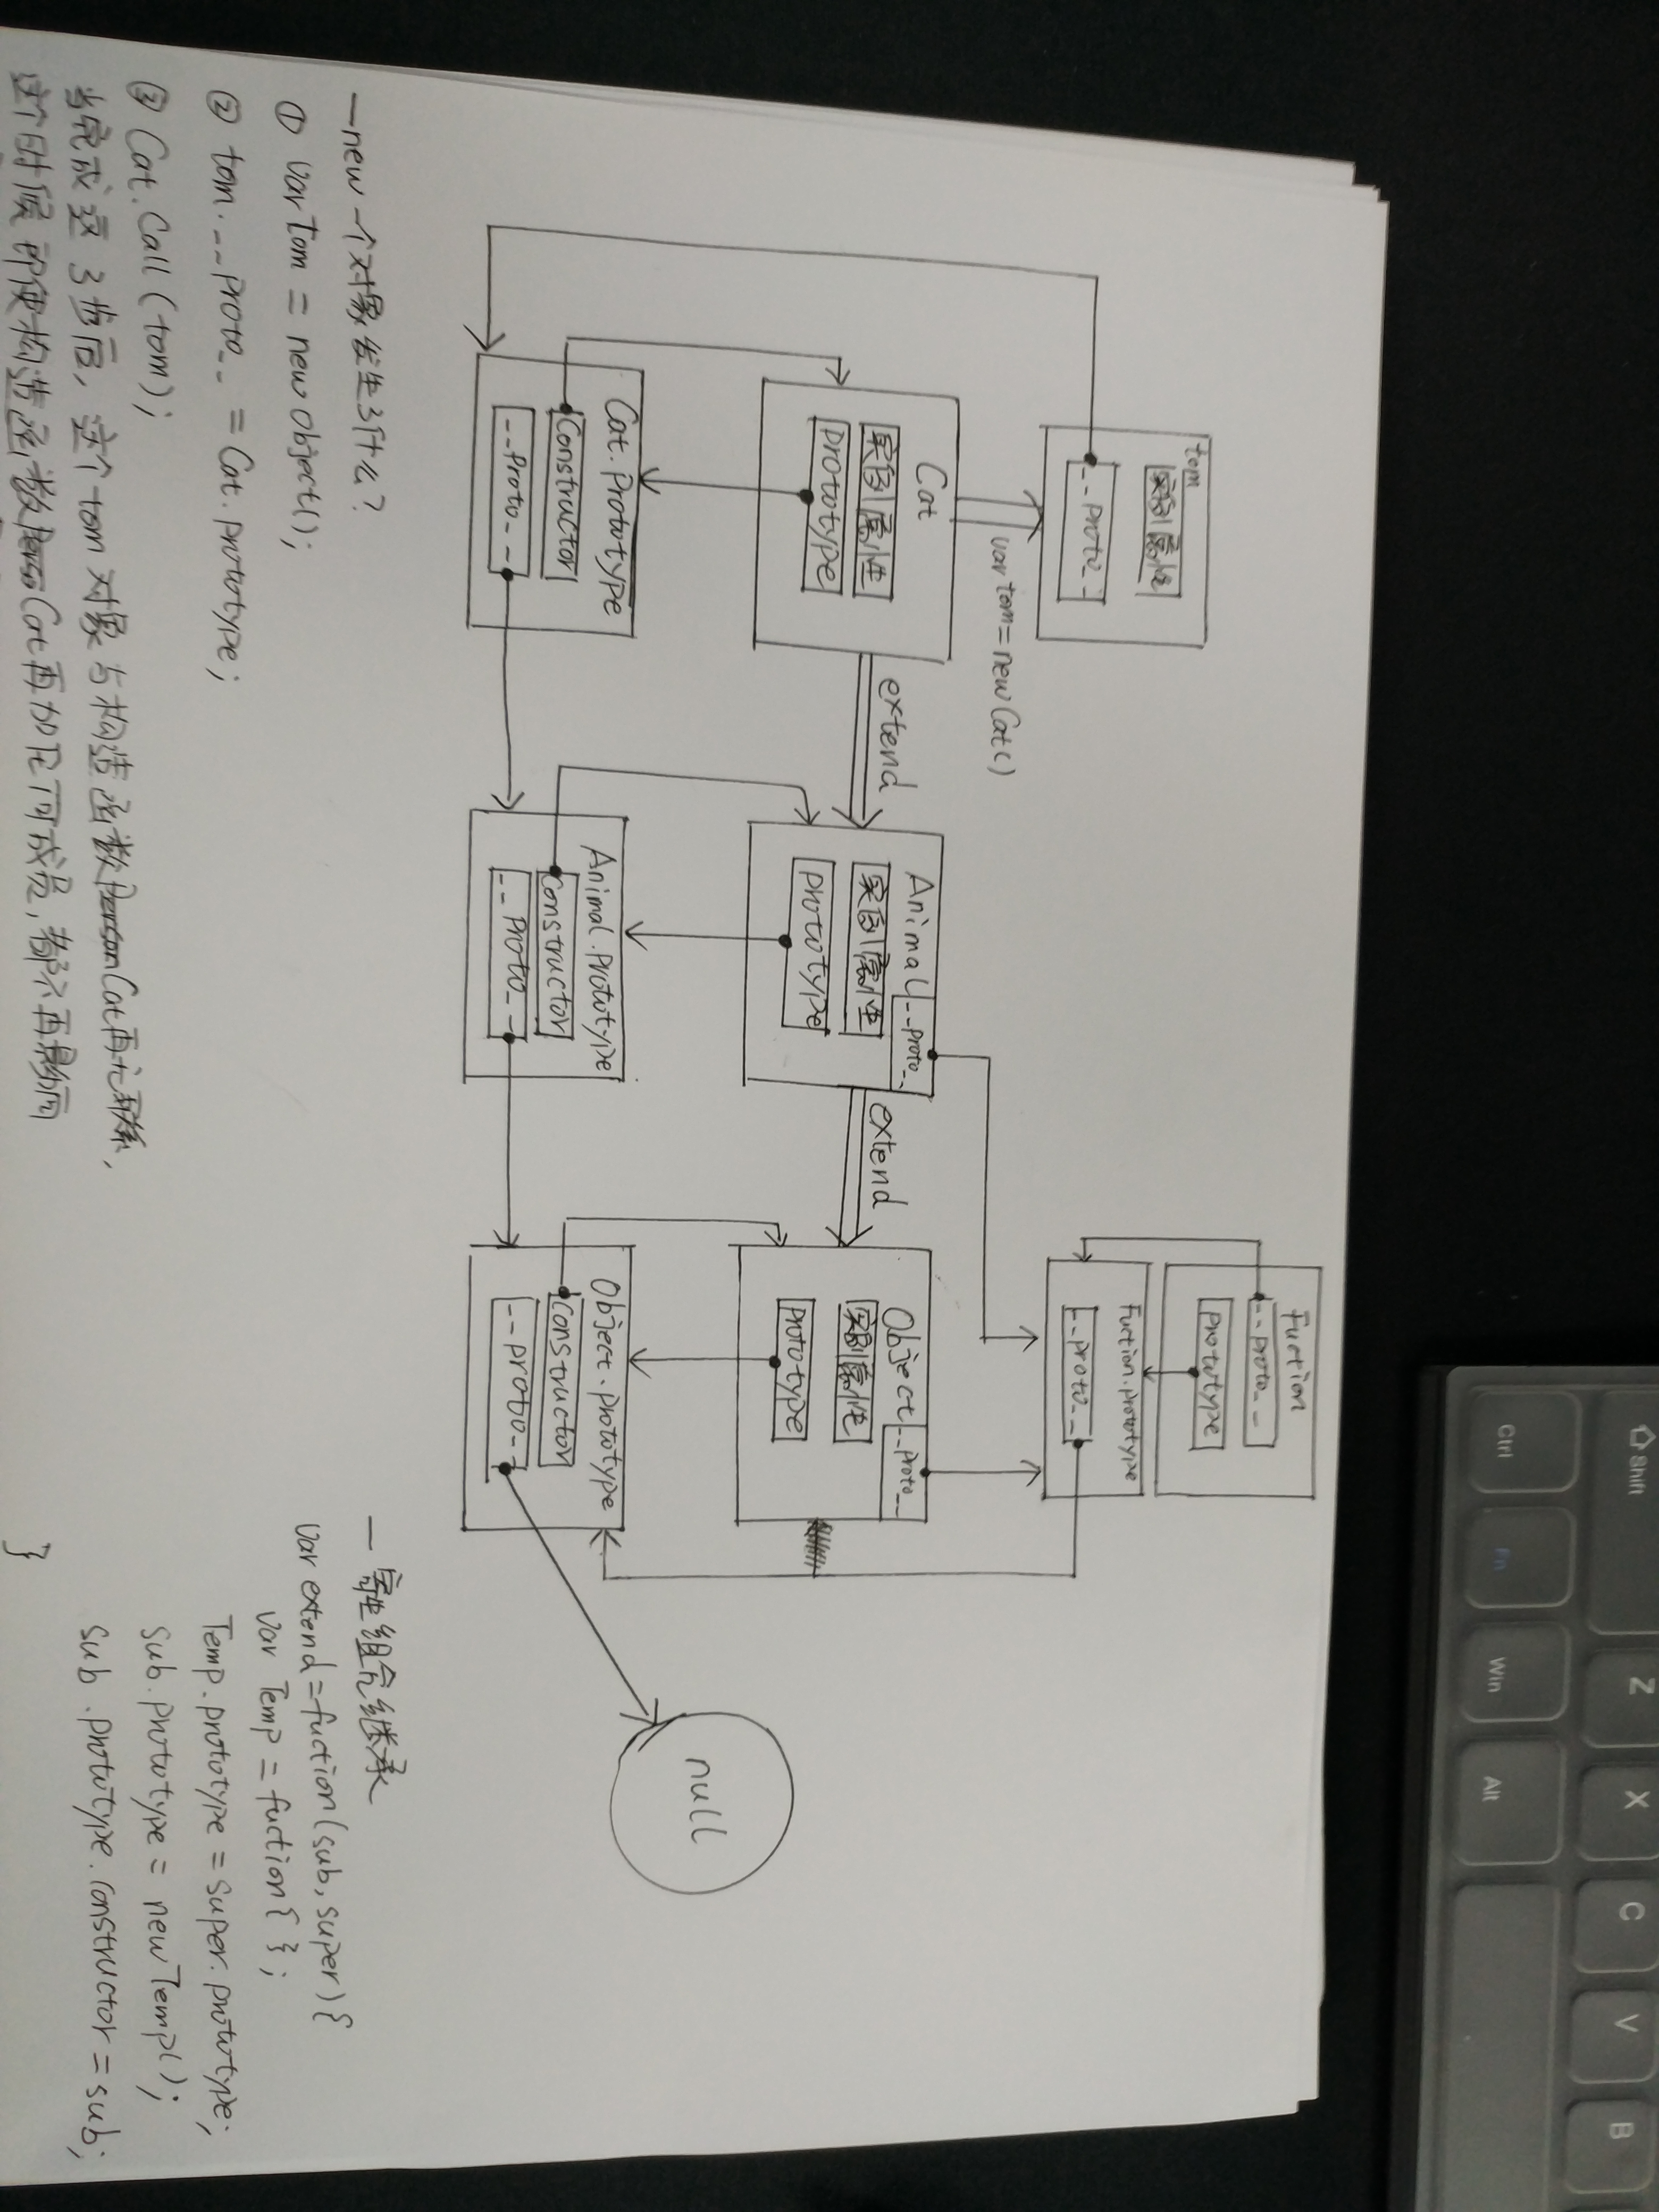 Shift
Z
X
C
V
B
Ctrl
Fn
Win
Alt
Fuction
__proto__
prototype
Fuction.prototype
__proto__
tom
实例属性
__proto__
var tom=new Cat()
Cat
实例属性
prototype
extend
Animal
__proto__
实例属性
prototype
extend
Object
__proto__
实例属性
prototype
null
Cat.prototype
Constructor
__proto__
Animal.prototype
Constructor
__proto__
Object.prototype
Constructor
__proto__
一new一个对象发生了什么?
① var Tom = new object();
② tom.__proto__ = Cat.prototype;
③ Cat.Call(tom);
当完成这3步后,这个tom对象与构造函数Cat再无联系,
这个时候即使构造函数Cat再加任何成员,都不再影响
一寄生组合继承
var extend=fuction(sub,super){
var Temp = fuction{ };
Temp.prototype = super.prototype;
sub.prototype = new Temp();
sub.prototype.constructor = sub;
}